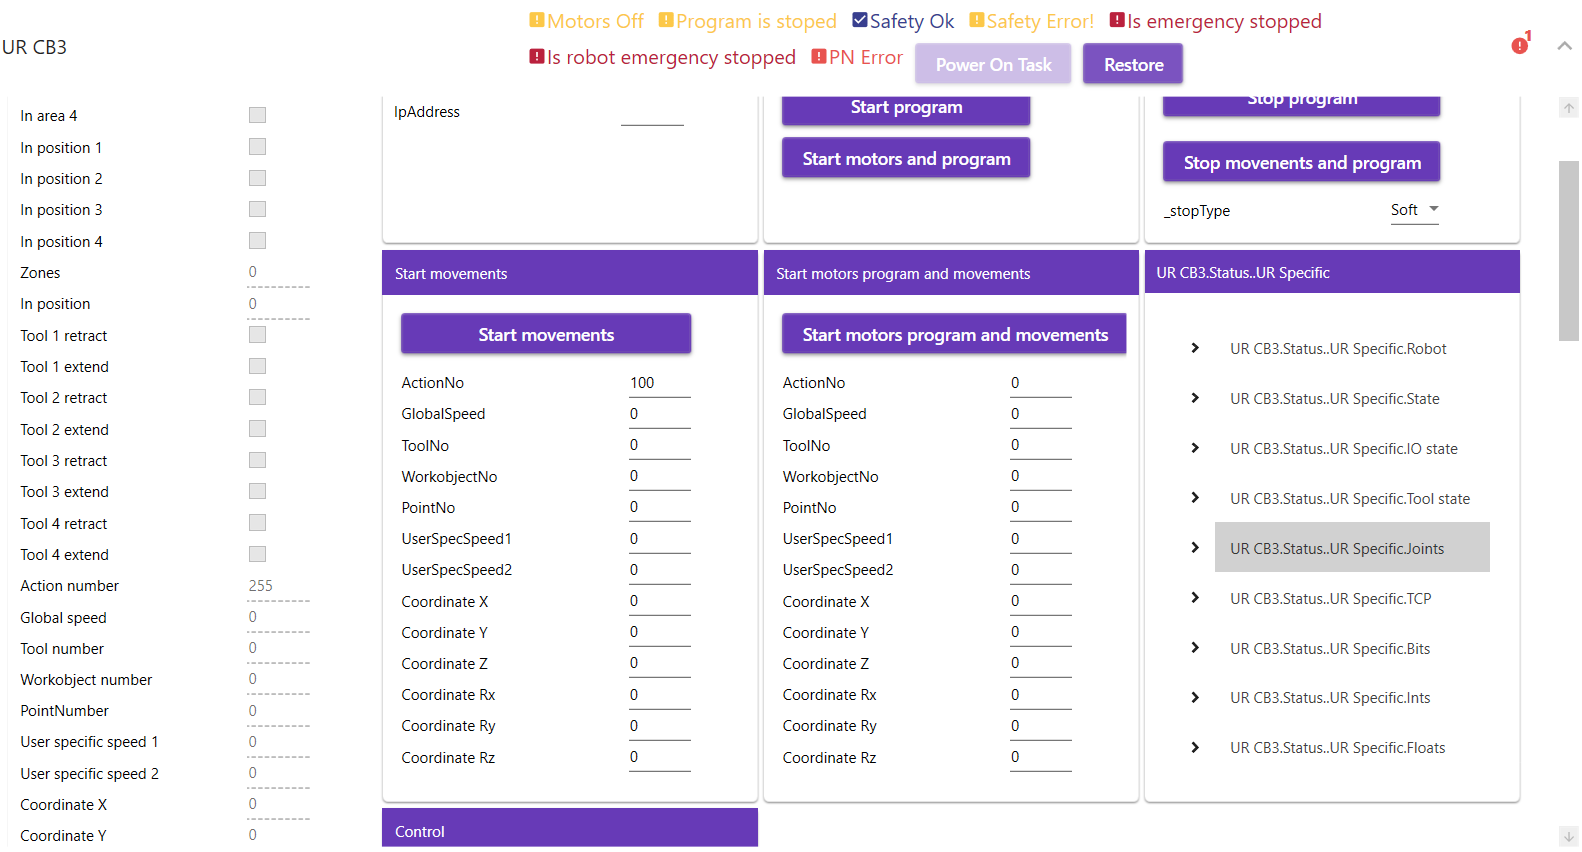 Motors Off Program is stoped Safety Ok Safety Error! Is emergency stopped
UR CB3
Is robot emergency stopped PN Error Power On Task Restore
1
In area 4
In position 1
In position 2
In position 3
In position 4
Zones 0
In position 0
Tool 1 retract
Tool 1 extend
Tool 2 retract
Tool 2 extend
Tool 3 retract
Tool 3 extend
Tool 4 retract
Tool 4 extend
Action number 255
Global speed 0
Tool number 0
Workobject number 0
PointNumber 0
User specific speed 1 0
User specific speed 2 0
Coordinate X 0
Coordinate Y 0
IpAddress
Start program
Start motors and program
Stop program
Stop movenents and program
_stopType Soft
Start movements
Start movements
ActionNo 100
GlobalSpeed 0
ToolNo 0
WorkobjectNo 0
PointNo 0
UserSpecSpeed1 0
UserSpecSpeed2 0
Coordinate X 0
Coordinate Y 0
Coordinate Z 0
Coordinate Rx 0
Coordinate Ry 0
Coordinate Rz 0
Start motors program and movements
Start motors program and movements
ActionNo 0
GlobalSpeed 0
ToolNo 0
WorkobjectNo 0
PointNo 0
UserSpecSpeed1 0
UserSpecSpeed2 0
Coordinate X 0
Coordinate Y 0
Coordinate Z 0
Coordinate Rx 0
Coordinate Ry 0
Coordinate Rz 0
UR CB3.Status..UR Specific
UR CB3.Status..UR Specific.Robot
UR CB3.Status..UR Specific.State
UR CB3.Status..UR Specific.IO state
UR CB3.Status..UR Specific.Tool state
UR CB3.Status..UR Specific.Joints
UR CB3.Status..UR Specific.TCP
UR CB3.Status..UR Specific.Bits
UR CB3.Status..UR Specific.Ints
UR CB3.Status..UR Specific.Floats
Control